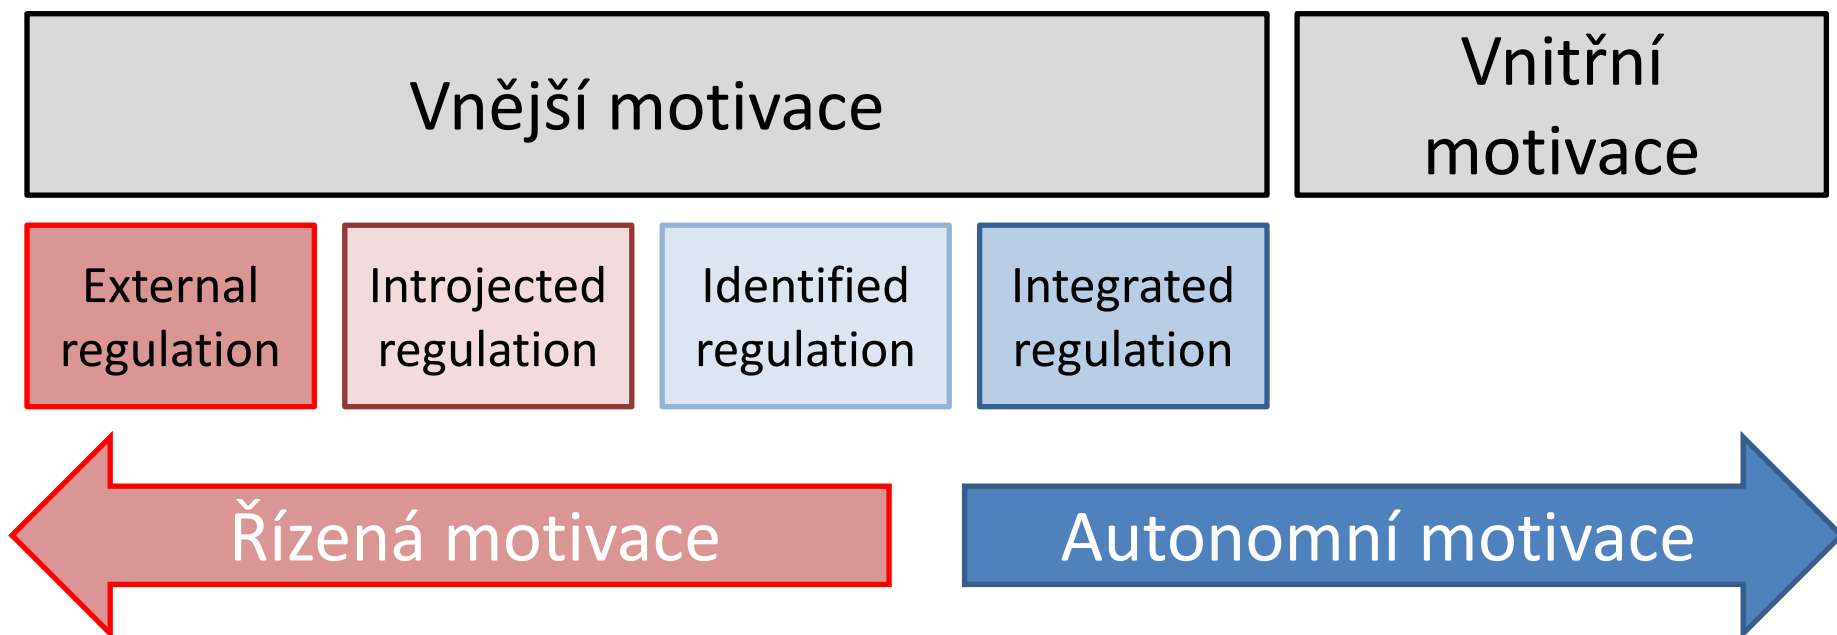 Vnější motivace
Vnitřní
motivace
External
regulation
Introjected
regulation
Identified
regulation
Integrated
regulation
Řízená motivace
Autonomní motivace